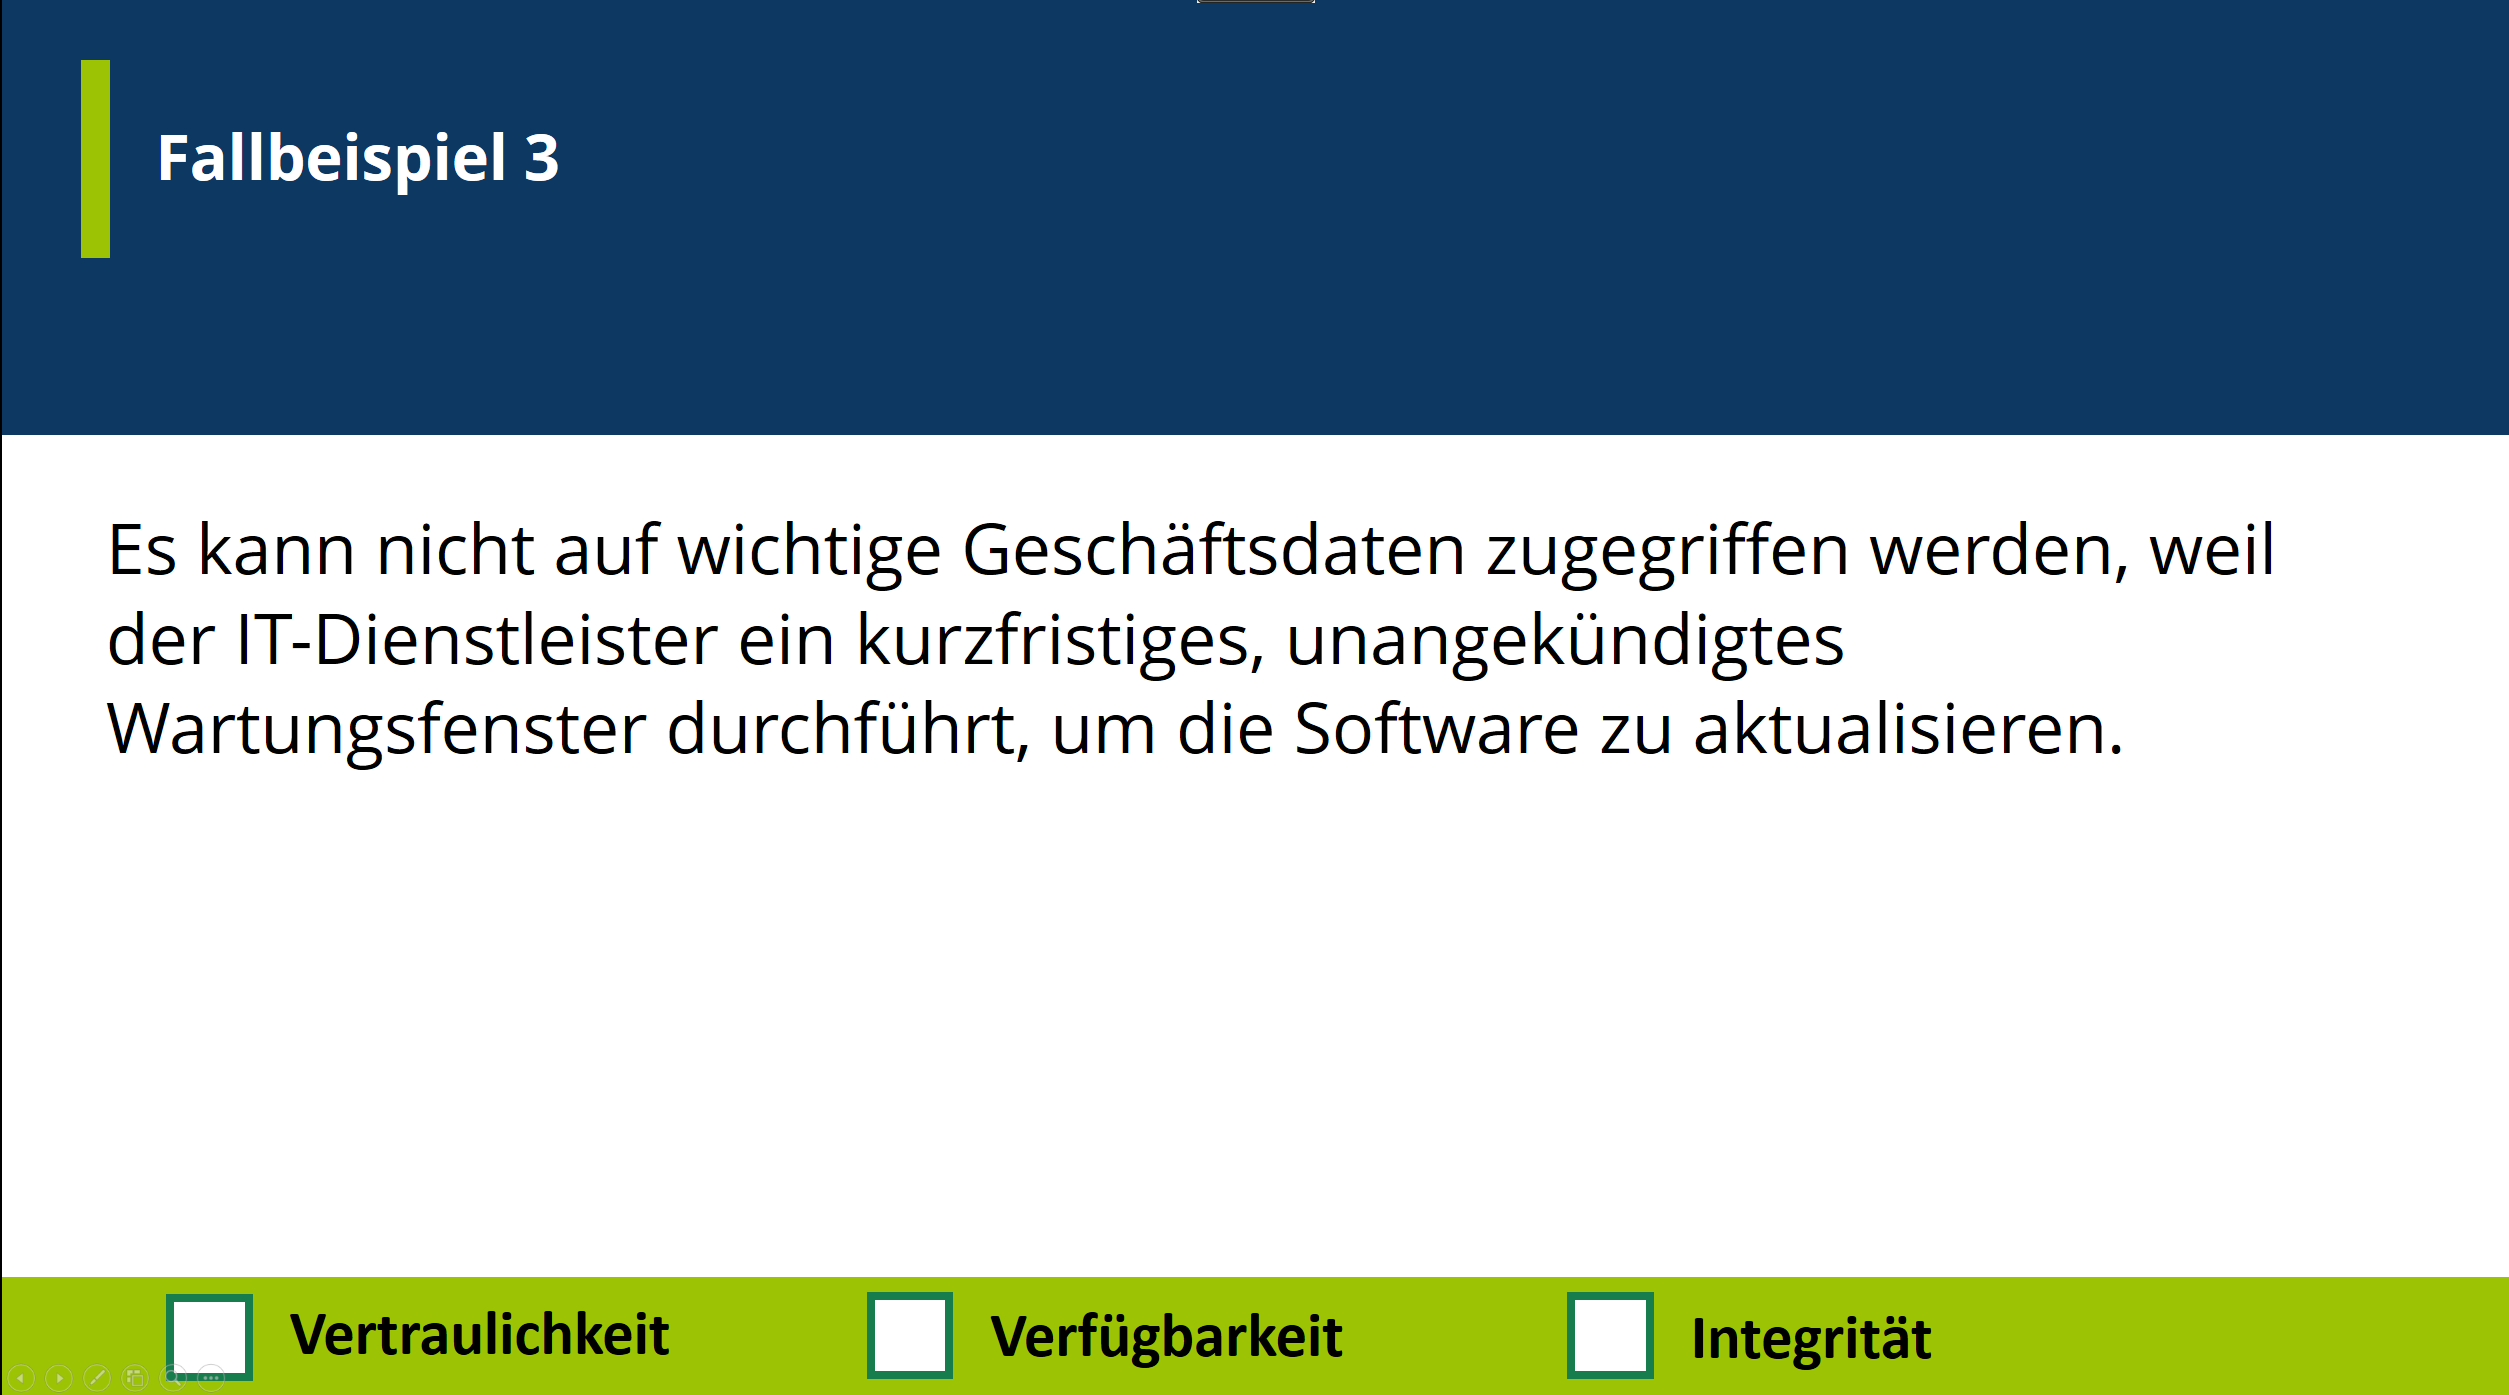 Fallbeispiel 3
Es kann nicht auf wichtige Geschäftsdaten zugegriffen werden, weil
der IT-Dienstleister ein kurzfristiges, unangekündigtes
Wartungsfenster durchführt, um die Software zu aktualisieren.
Vertraulichkeit
Verfügbarkeit
Integrität